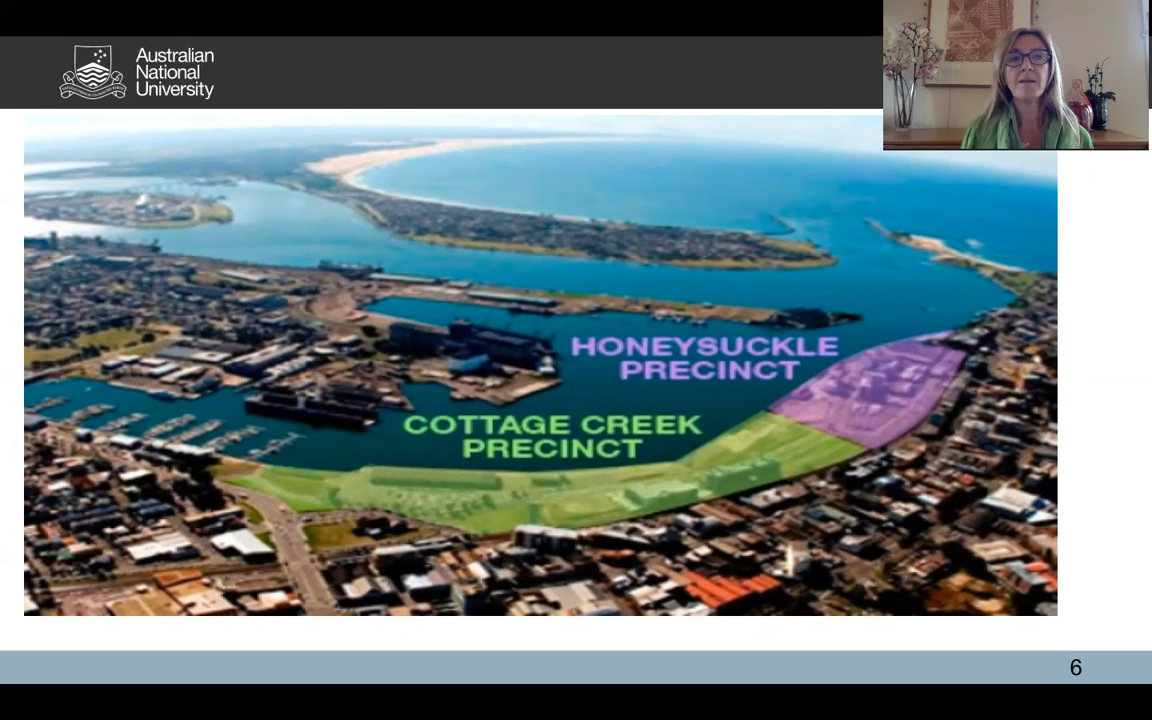 Australian
National
University
HONEYSUCKLE
PRECINCT
COTTAGE CREEK
PRECINCT
6